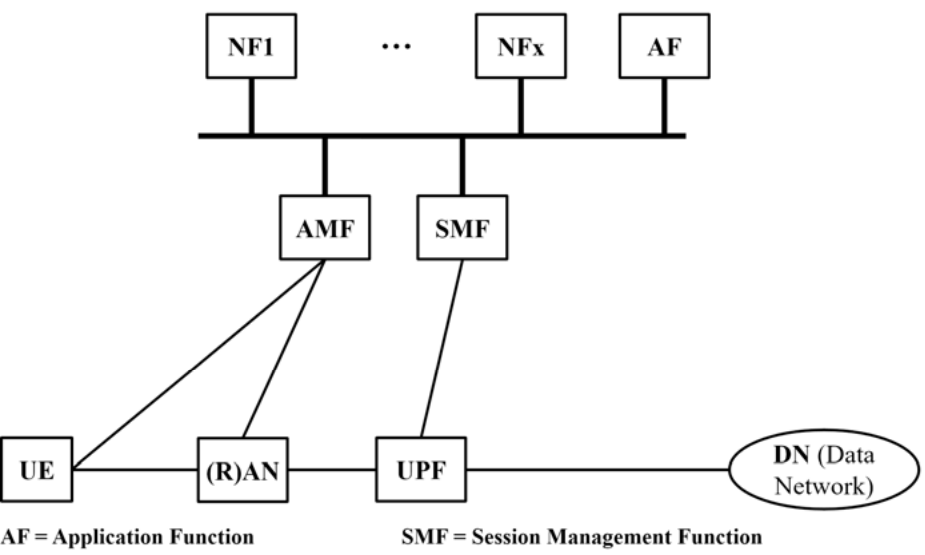 NF1 ... NFx AF
AMF SMF
UE (R)AN UPF DN (Data
Network)
AF = Application Function SMF = Session Management Function